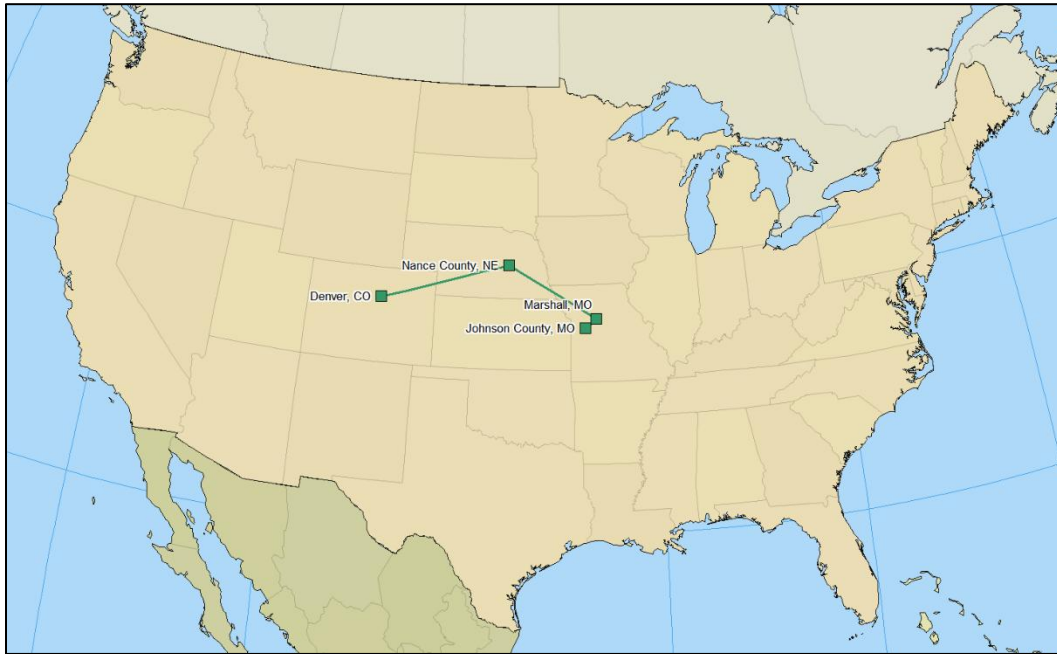 Nance County, NE
Denver, CO
Marshall, MO
Johnson County, MO